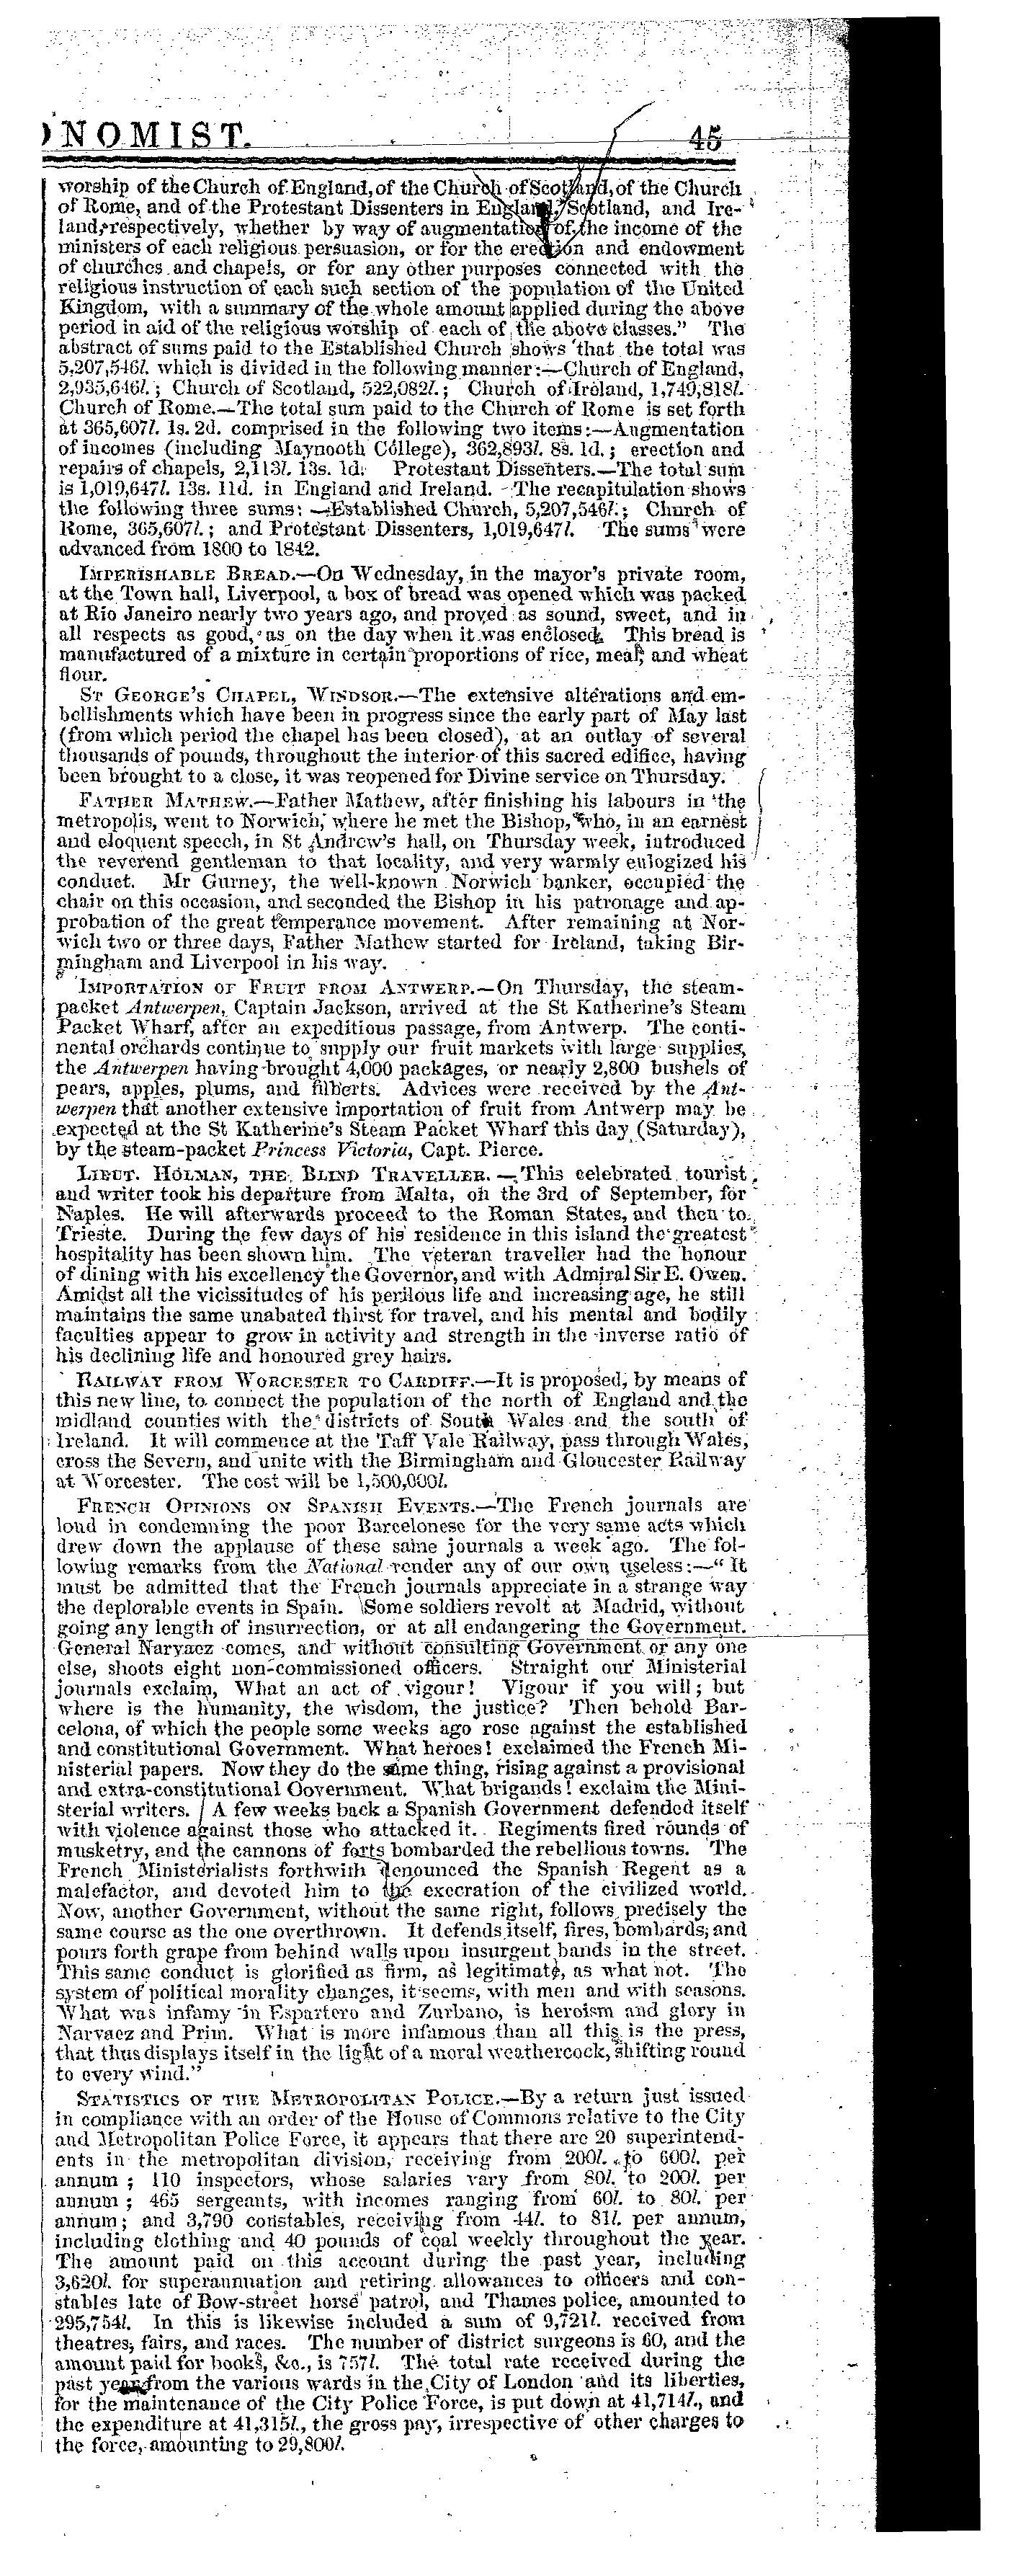 ONOMIST. 45
worship of the Church of England, of the Church of Scotland, of the Church
of Rome, and of the Protestant Dissenters in England, Scotland, and Ire-
land, respectively, whether by way of augmentation of the income of the
ministers of each religious persuasion, or for the erection and endowment
of churches and chapels, or for any other purposes connected with the
religious instruction of each such section of the population of the United
Kingdom, with a summary of the whole amount applied during the above
period in aid of the religious worship of each of the above classes." The
abstract of sums paid to the Established Church shows that the total was
5,207,546l. which is divided in the following manner:—Church of England,
2,935,646l.; Church of Scotland, 522,082l.; Church of Ireland, 1,749,818l.
Church of Rome.—The total sum paid to the Church of Rome is set forth
at 365,607l. 1s. 2d. comprised in the following two items:—Augmentation
of incomes (including Maynooth College), 362,893l. 8s. 1d.; erection and
repairs of chapels, 2,113l. 13s. 1d. Protestant Dissenters.—The total sum
is 1,019,647l. 13s. 11d. in England and Ireland. The recapitulation shows
the following three sums:—Established Church, 5,207,546l.; Church of
Rome, 365,607l.; and Protestant Dissenters, 1,019,647l. The sums were
advanced from 1800 to 1842.
IMPERISHABLE BREAD.—On Wednesday, in the mayor's private room,
at the Town hall, Liverpool, a box of bread was opened which was packed
at Rio Janeiro nearly two years ago, and proved as sound, sweet, and in
all respects as good, as on the day when it was enclosed. This bread is
manufactured of a mixture in certain proportions of rice, meal, and wheat
flour.
ST GEORGE'S CHAPEL, WINDSOR.—The extensive alterations and em-
bellishments which have been in progress since the early part of May last
(from which period the chapel has been closed), at an outlay of several
thousands of pounds, throughout the interior of this sacred edifice, having
been brought to a close, it was reopened for Divine service on Thursday.
FATHER MATHEW.—Father Mathew, after finishing his labours in the
metropolis, went to Norwich, where he met the Bishop, who, in an earnest
and eloquent speech, in St Andrew's hall, on Thursday week, introduced
the reverend gentleman to that locality, and very warmly eulogized his
conduct. Mr Gurney, the well-known Norwich banker, occupied the
chair on this occasion, and seconded the Bishop in his patronage and ap-
probation of the great temperance movement. After remaining at Nor-
wich two or three days, Father Mathew started for Ireland, taking Bir-
mingham and Liverpool in his way.
IMPORTATION OF FRUIT FROM ANTWERP.—On Thursday, the steam-
packet Antwerpen, Captain Jackson, arrived at the St Katherine's Steam
Packet Wharf, after an expeditious passage, from Antwerp. The conti-
nental orchards continue to supply our fruit markets with large supplies,
the Antwerpen having brought 4,000 packages, or nearly 2,800 bushels of
pears, apples, plums, and filberts. Advices were received by the Ant-
werpen that another extensive importation of fruit from Antwerp may be
expected at the St Katherine's Steam Packet Wharf this day (Saturday),
by the steam-packet Princess Victoria, Capt. Pierce.
LIEUT. HOLMAN, THE BLIND TRAVELLER.—This celebrated tourist
and writer took his departure from Malta, on the 3rd of September, for
Naples. He will afterwards proceed to the Roman States, and then to
Trieste. During the few days of his residence in this island the greatest
hospitality has been shown him. The veteran traveller had the honour
of dining with his excellency the Governor, and with Admiral Sir E. Owen.
Amidst all the vicissitudes of his perilous life and increasing age, he still
maintains the same unabated thirst for travel, and his mental and bodily
faculties appear to grow in activity and strength in the inverse ratio of
his declining life and honoured grey hairs.
RAILWAY FROM WORCESTER TO CARDIFF.—It is proposed, by means of
this new line, to connect the population of the north of England and the
midland counties with the districts of South Wales and the south of
Ireland. It will commence at the Taff Vale Railway, pass through Wales,
cross the Severn, and unite with the Birmingham and Gloucester Railway
at Worcester. The cost will be 1,500,000l.
FRENCH OPINIONS ON SPANISH EVENTS.—The French journals are
loud in condemning the poor Barcelonese for the very same acts which
drew down the applause of these same journals a week ago. The fol-
lowing remarks from the National render any of our own useless:—"It
must be admitted that the French journals appreciate in a strange way
the deplorable events in Spain. Some soldiers revolt at Madrid, without
going any length of insurrection, or at all endangering the Government.
General Narvaez comes, and without consulting Government or any one
else, shoots eight non-commissioned officers. Straight our Ministerial
journals exclaim, What an act of vigour! Vigour if you will; but
where is the humanity, the wisdom, the justice? Then behold Bar-
celona, of which the people some weeks ago rose against the established
and constitutional Government. What heroes! exclaimed the French Mi-
nisterial papers. Now they do the same thing, rising against a provisional
and extra-constitutional Government. What brigands! exclaim the Mini-
sterial writers. A few weeks back a Spanish Government defended itself
with violence against those who attacked it. Regiments fired rounds of
musketry, and the cannons of forts bombarded the rebellious towns. The
French Ministerialists forthwith denounced the Spanish Regent as a
malefactor, and devoted him to the execration of the civilized world.
Now, another Government, without the same right, follows precisely the
same course as the one overthrown. It defends itself, fires, bombards, and
pours forth grape from behind walls upon insurgent bands in the street.
This same conduct is glorified as firm, as legitimate, as what not. The
system of political morality changes, it seems, with men and with seasons.
What was infamy in Espartero and Zurbano, is heroism and glory in
Narvaez and Prim. What is more infamous than all this is the press,
that thus displays itself in the light of a moral weathercock, shifting round
to every wind."
STATISTICS OF THE METROPOLITAN POLICE.—By a return just issued
in compliance with an order of the House of Commons relative to the City
and Metropolitan Police Force, it appears that there are 20 superintend-
ents in the metropolitan division, receiving from 200l. to 600l. per
annum; 110 inspectors, whose salaries vary from 80l. to 200l. per
annum; 465 sergeants, with incomes ranging from 60l. to 80l. per
annum; and 3,790 constables, receiving from 44l. to 81l. per annum,
including clothing and 40 pounds of coal weekly throughout the year.
The amount paid on this account during the past year, including
3,620l. for superannuation and retiring allowances to officers and con-
stables late of Bow-street horse patrol, and Thames police, amounted to
295,754l. In this is likewise included a sum of 9,721l. received from
theatres, fairs, and races. The number of district surgeons is 60, and the
amount paid for books, &c., is 757l. The total rate received during the
past year from the various wards in the City of London and its liberties,
for the maintenance of the City Police Force, is put down at 41,714l., and
the expenditure at 41,315l., the gross pay, irrespective of other charges to
the force, amounting to 29,800l.